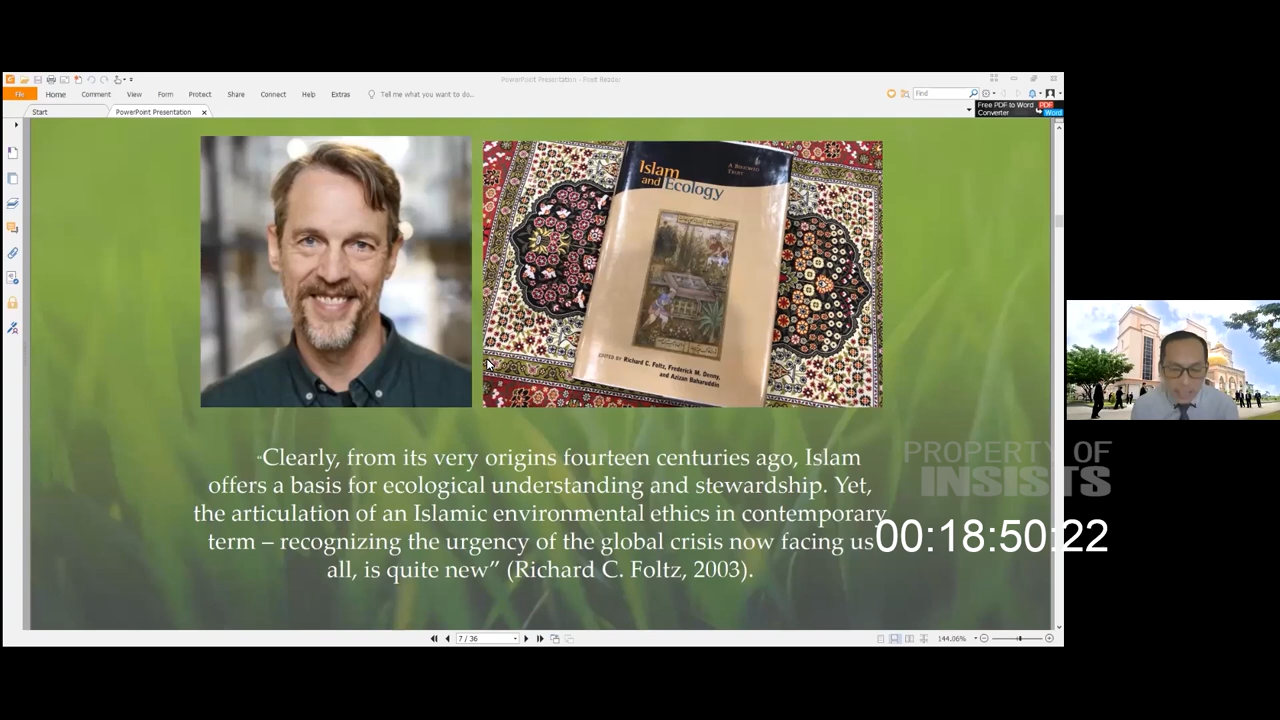 PowerPoint Presentation - Foxit Reader
File Home Comment View Form Protect Share Connect Help Extras Tell me what you want to do...
Find
Start PowerPoint Presentation
Free PDF to Word
Converter
PDF
Word
Islam
and Ecology
A Bestowed
Trust
EDITED BY Richard C. Foltz, Frederick M. Denny,
and Azizan Baharuddin
“Clearly, from its very origins fourteen centuries ago, Islam
offers a basis for ecological understanding and stewardship. Yet,
the articulation of an Islamic environmental ethics in contemporary
term – recognizing the urgency of the global crisis now facing us
all, is quite new” (Richard C. Foltz, 2003).
PROPERTY OF
INSISTS
00:18:50:22
7 / 36
144.06%